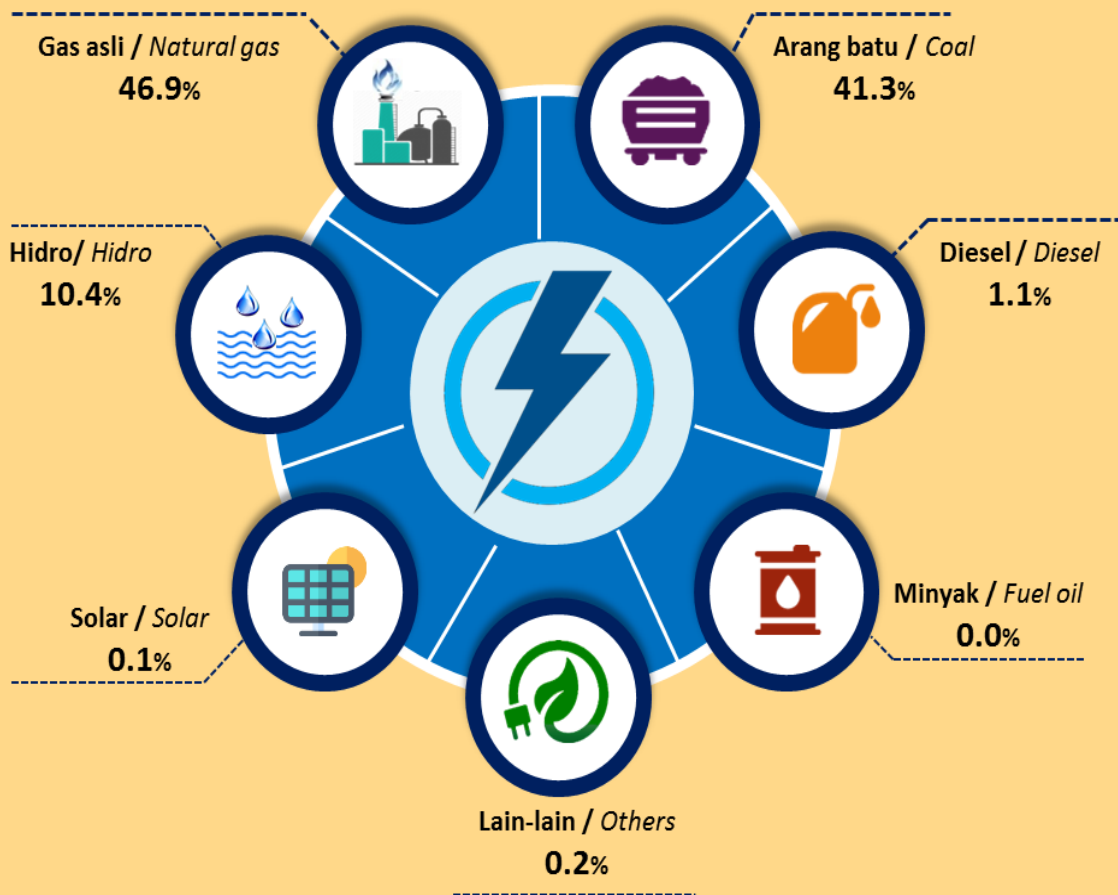 Gas asli / Natural gas
46.9%
Arang batu / Coal
41.3%
Hidro/ Hidro
10.4%
Diesel / Diesel
1.1%
Solar / Solar
0.1%
Minyak / Fuel oil
0.0%
Lain-lain / Others
0.2%